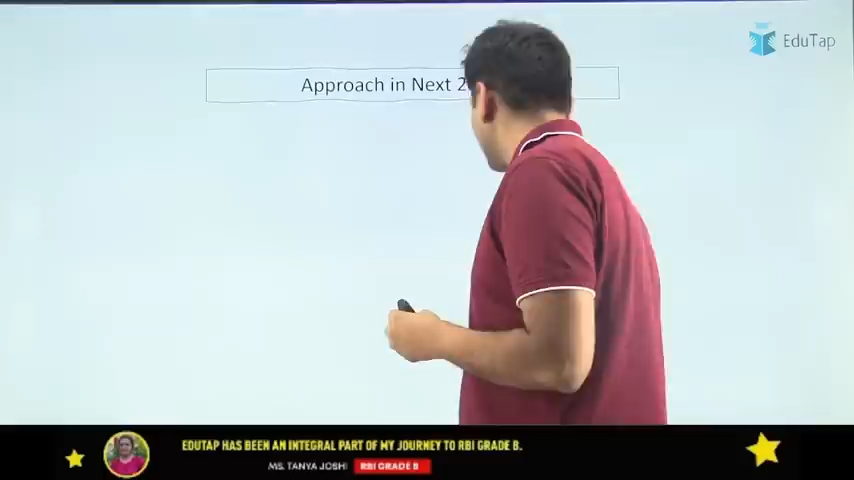 EduTap
Approach in Next 2
EDUTAP HAS BEEN AN INTEGRAL PART OF MY JOURNEY TO RBI GRADE B.
MS. TANYA JOSHI RBI GRADE B